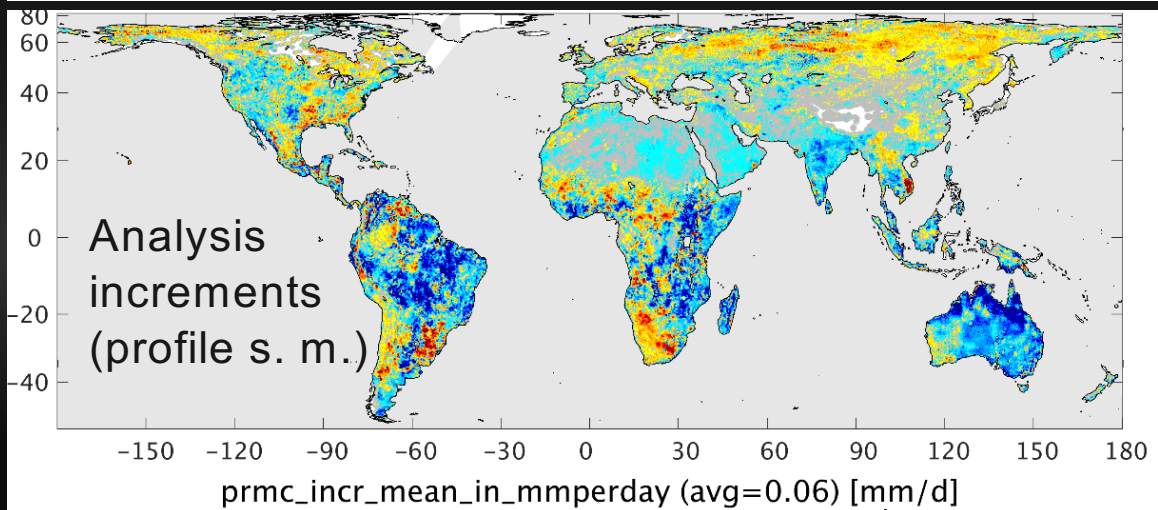 80
60
40
20
0
-20
-40
Analysis
increments
(profile s. m.)
-150 -120 -90 -60 -30 0 30 60 90 120 150 180
prmc_incr_mean_in_mmperday (avg=0.06) [mm/d]